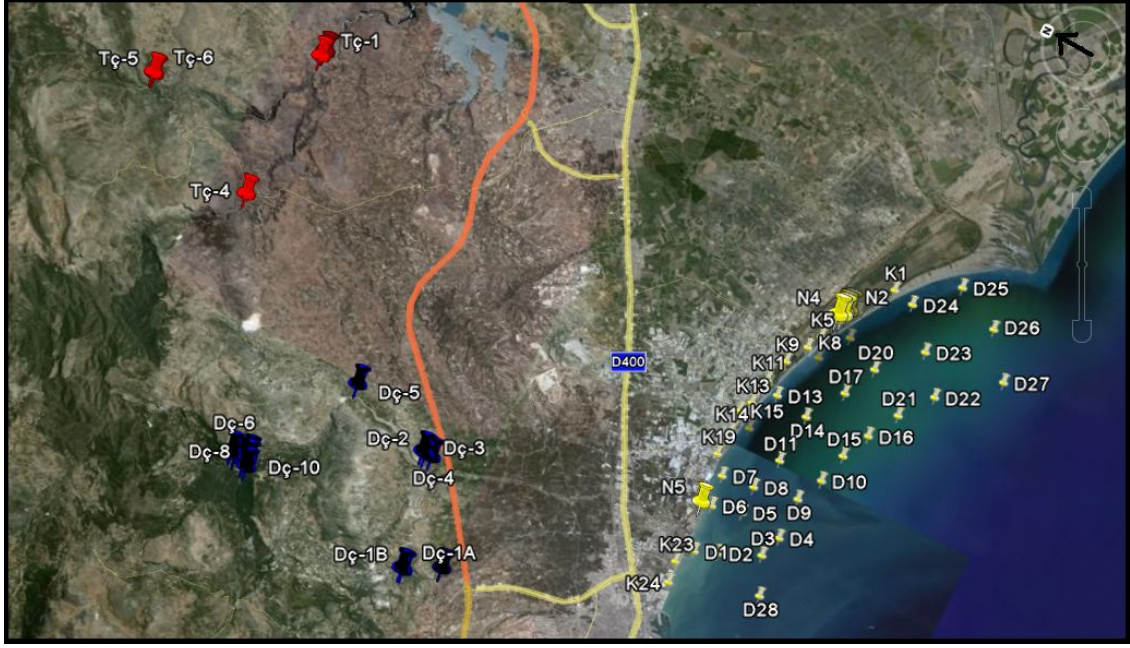 N
Tç-1
Tç-5 Tç-6
Tç-4
K1
D25
N4 N2
D24
K5
D26
K9 K8
D23
D20
K11
D400
D17
D27
Dç-5
K13
D13
D21 D22
K14 K15
D14
Dç-6
Dç-2
Dç-3
K19
D11
D15 D16
Dç-8
Dç-10
Dç-4
D7
D10
N5
D8
D6
D5 D9
D3 D4
Dç-1B Dç-1A
K23
D1 D2
K24
D28